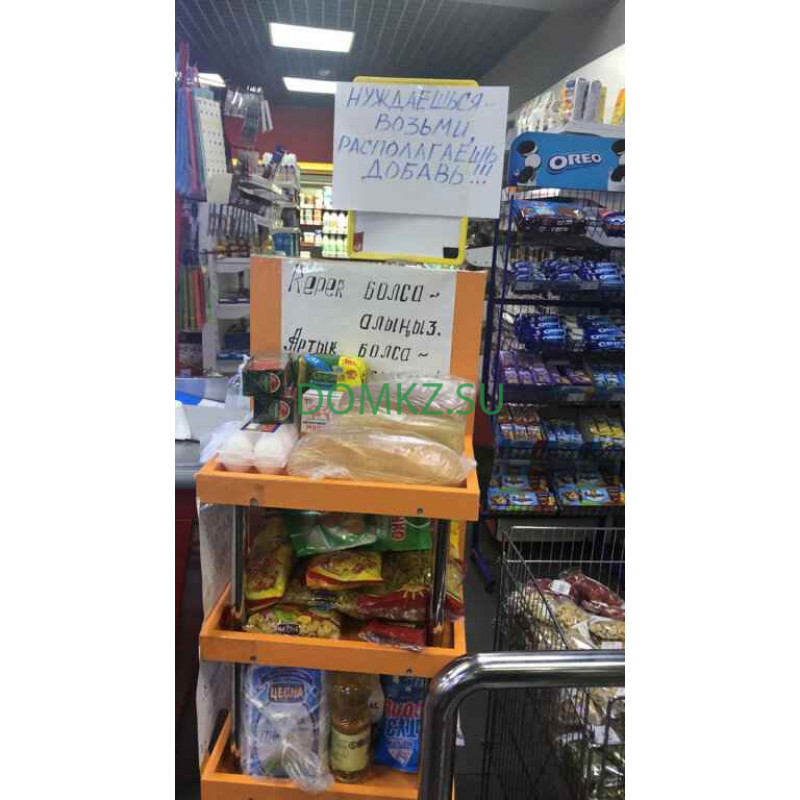 НУЖДАЕШЬСЯ -
ВОЗЬМИ,
РАСПОЛАГАЕШЬ
ДОБАВЬ!!!
OREO
Керек болса ~
алыңыз.
Артық болса ~
DOMKZ.SU
ЦЕСНА